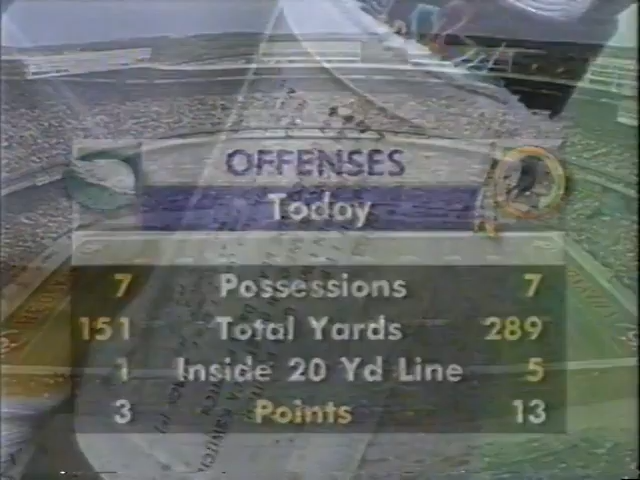 OFFENSES
Today
7 Possessions 7
151 Total Yards 289
1 Inside 20 Yd Line 5
3 Points 13